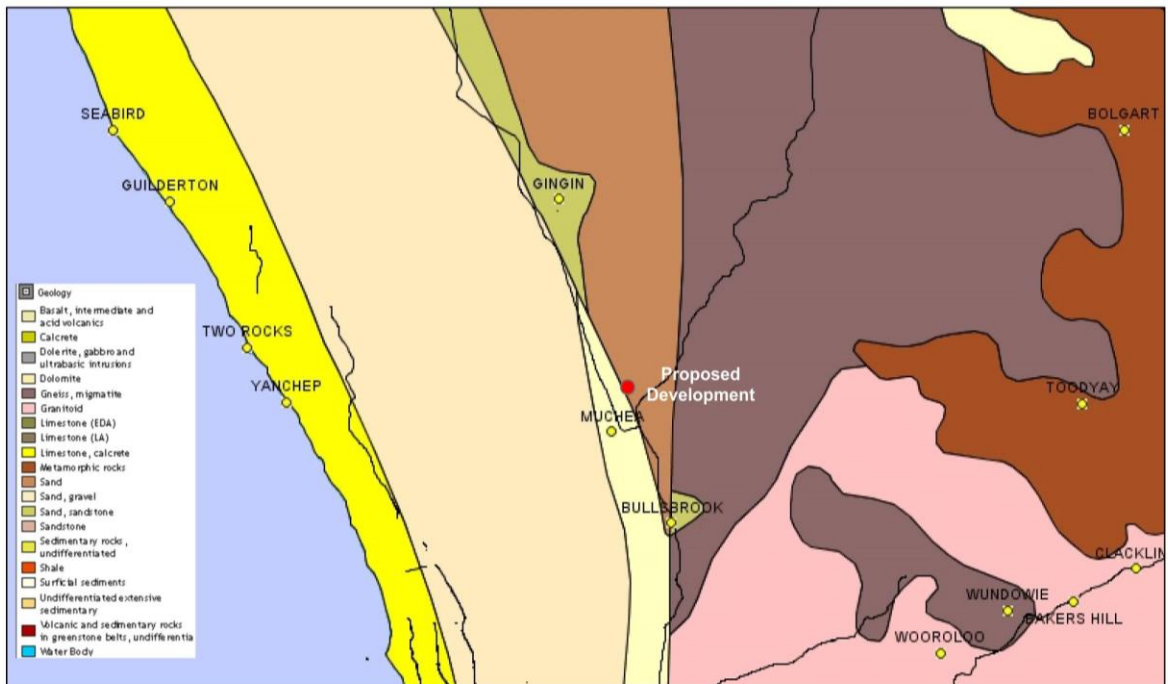 SEABIRD
BOLGART
GUILDERTON
GINGIN
Geology
Basalt, intermediate and
acid volcanics
Calcrete
Dolerite, gabbro and
ultrabasic intrusions
Dolomite
Gneiss, migmatite
Granitoid
Limestone (EDA)
Limestone (LA)
Limestone, calcrete
Metamorphic rocks
Sand
Sand, gravel
Sand, sandstone
Sandstone
Sedimentary rocks,
undifferentiated
Shale
Surficial sediments
Undifferentiated extensive
sedimentary
Volcanic and sedimentary rocks
in greenstone belts, undifferentia
Water Body
TWO ROCKS
YANCHEP
Proposed
Development
MUCHEA
TOODYAY
BULLSBROOK
CLACKLIN
WUNDOWIE
BAKERS HILL
WOOROLOO